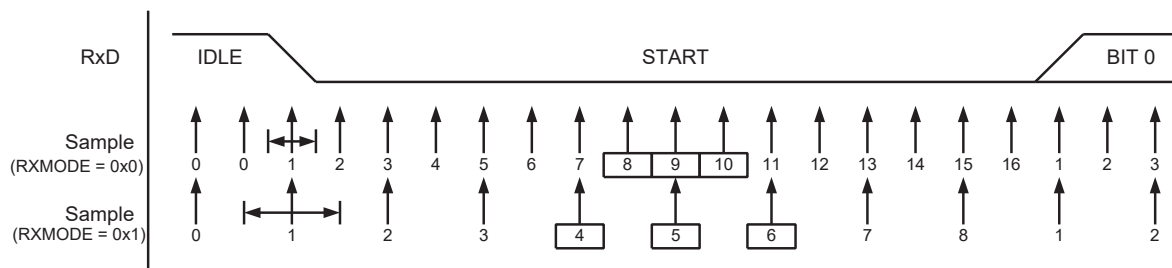 RxD IDLE START BIT 0
Sample
(RXMODE = 0x0)
0 0 1 2 3 4 5 6 7 8 9 10 11 12 13 14 15 16 1 2 3
Sample
(RXMODE = 0x1)
0 1 2 3 4 5 6 7 8 1 2